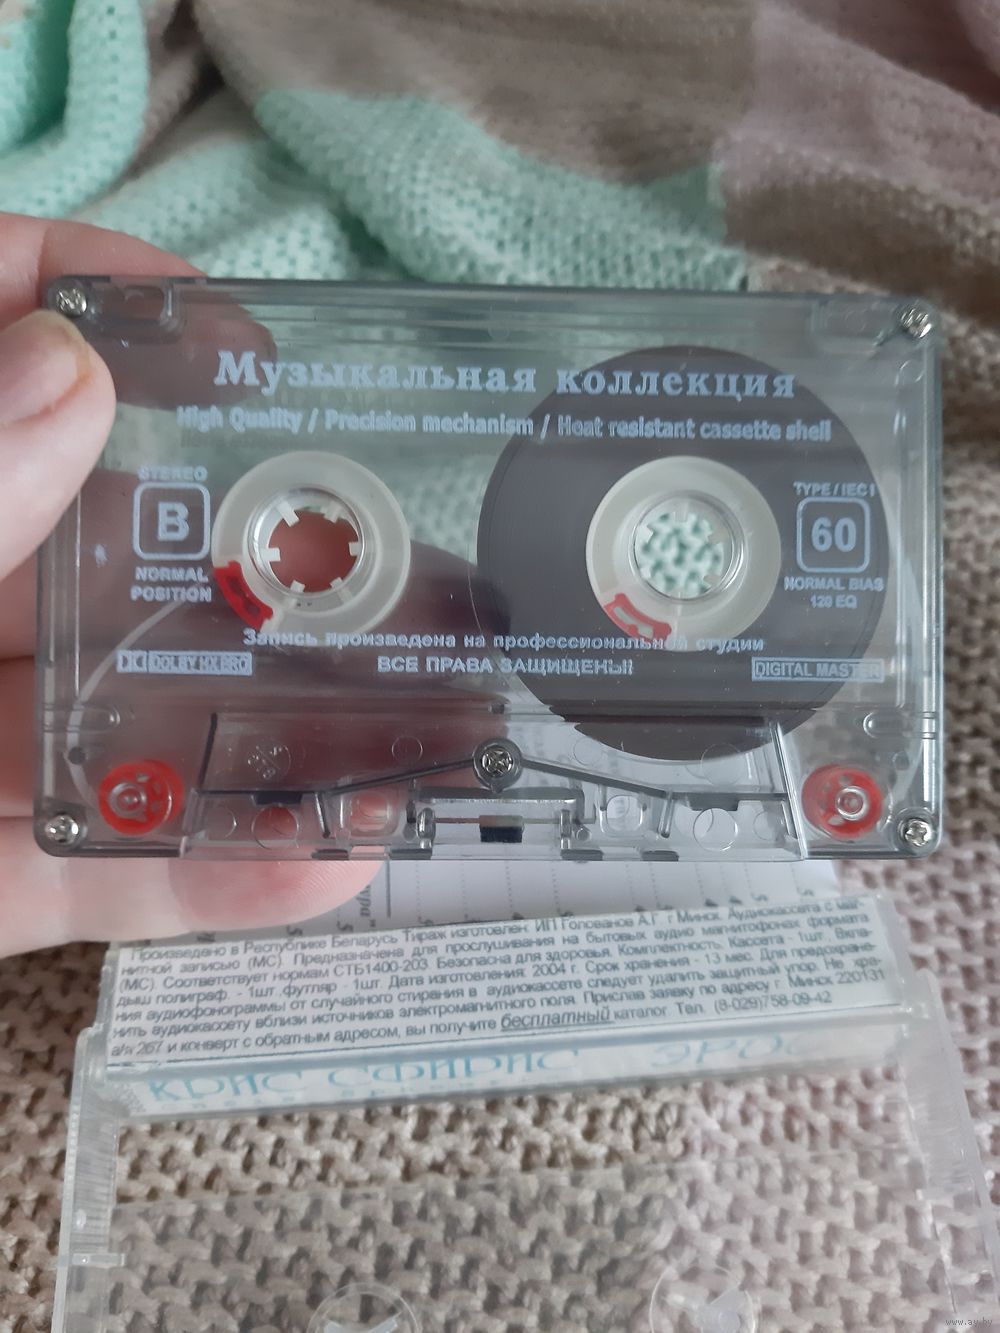 Музыкальная коллекция
High Quality / Precision mechanism / Heat resistant cassette shell
STEREO
B
NORMAL
POSITION
TYPE I IEC I
60
NORMAL BIAS
120 EQ
Запись произведена на профессиональной студии
DOLBY HX PRO
ВСЕ ПРАВА ЗАЩИЩЕНЫ!
DIGITAL MASTER
Произведено в Республике Беларусь Тираж изготовлен: ИП Голованов А.Г. г Минск. Аудиокассета с маг-
нитной записью (МС). Предназначена для прослушивания на бытовых аудио магнитофонах формата
(МС). Соответствует нормам СТБ1400-203. Безопасна для здоровья. Комплектность. Кассета - 1шт., Вкла-
дыш полиграф. - 1шт.,футляр - 1шт. Дата изготовления: 2004 г. Срок хранения - 13 мес. Для предохране-
ния аудиофонограммы от случайного стирания в аудиокассете следует удалить защитный упор. Не хра-
нить аудиокассету вблизи источников электромагнитного поля. Прислав заявку по адресу г. Минск 220131
а/я 267 и конверт с обратным адресом, вы получите бесплатный каталог. Тел. (8-029)758-09-42
КРИС СФИРИС ЭРОС
www.ay.by